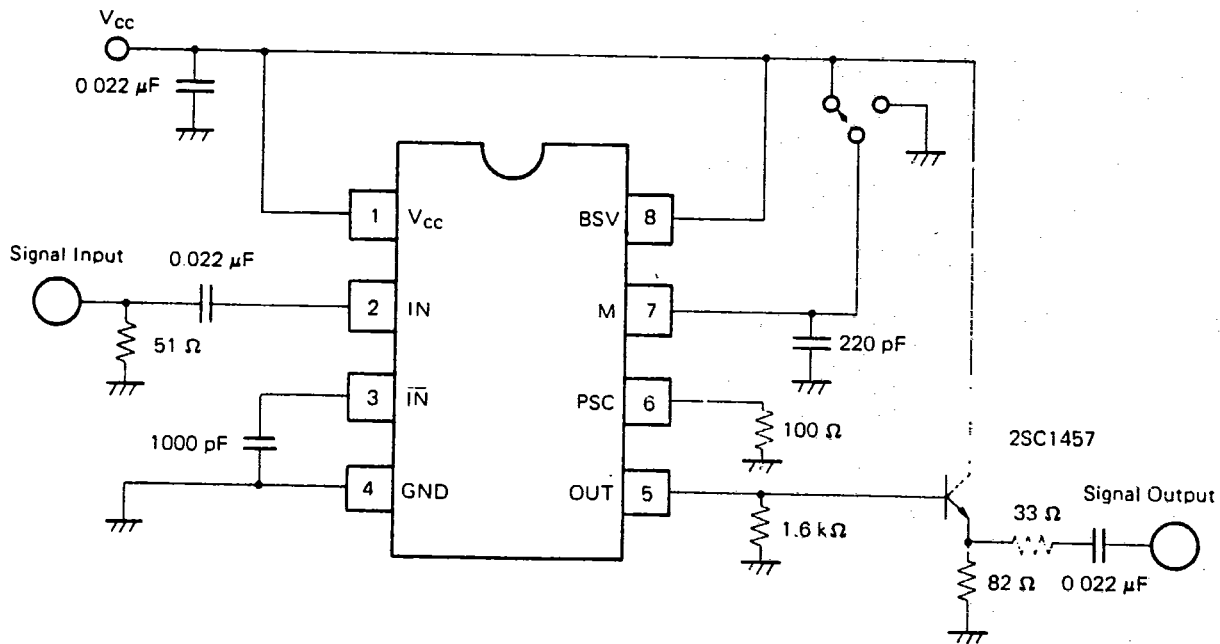 Vcc
0.022 µF
1 Vcc
BSV 8
Signal Input
0.022 µF
2 IN
M 7
51 Ω
220 pF
3 I̅N̅
PSC 6
1000 pF
100 Ω
2SC1457
4 GND
OUT 5
Signal Output
1.6 kΩ
33 Ω
82 Ω
0 022 µF